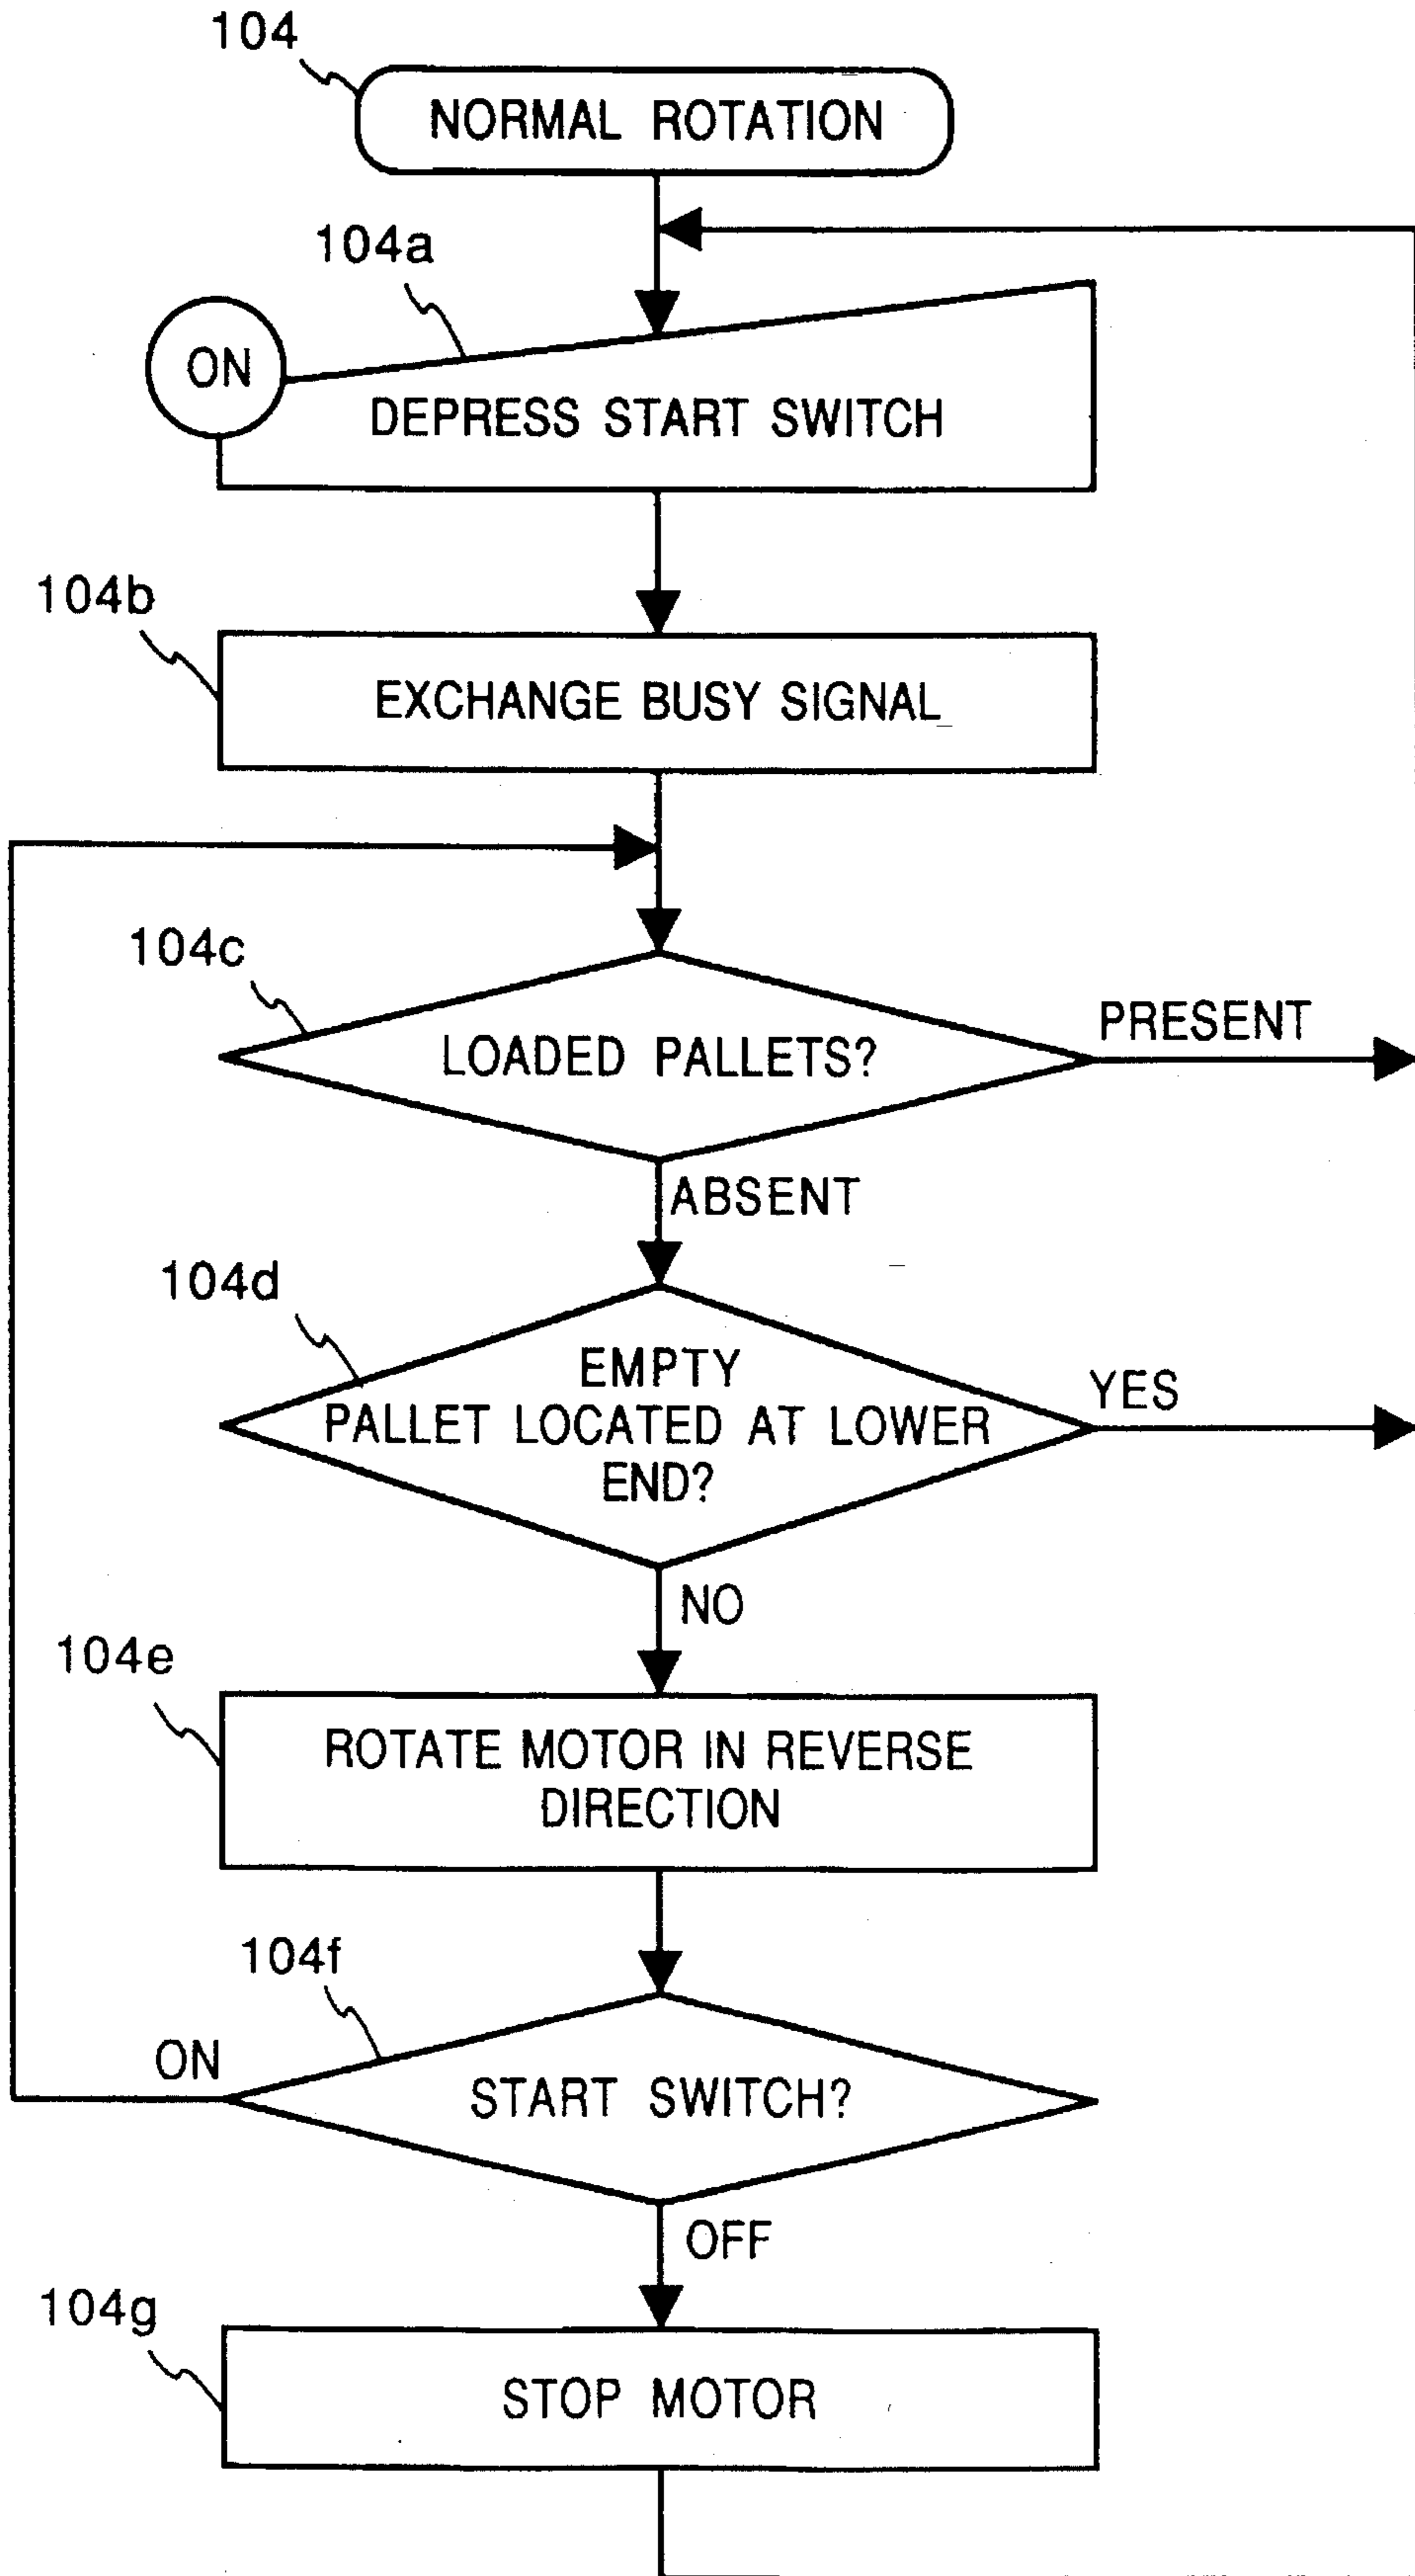 104
NORMAL ROTATION
104a
ON
DEPRESS START SWITCH
104b
EXCHANGE BUSY SIGNAL
104c
LOADED PALLETS?
PRESENT
ABSENT
104d
EMPTY
PALLET LOCATED AT LOWER
END?
YES
NO
104e
ROTATE MOTOR IN REVERSE
DIRECTION
104f
ON
START SWITCH?
OFF
104g
STOP MOTOR